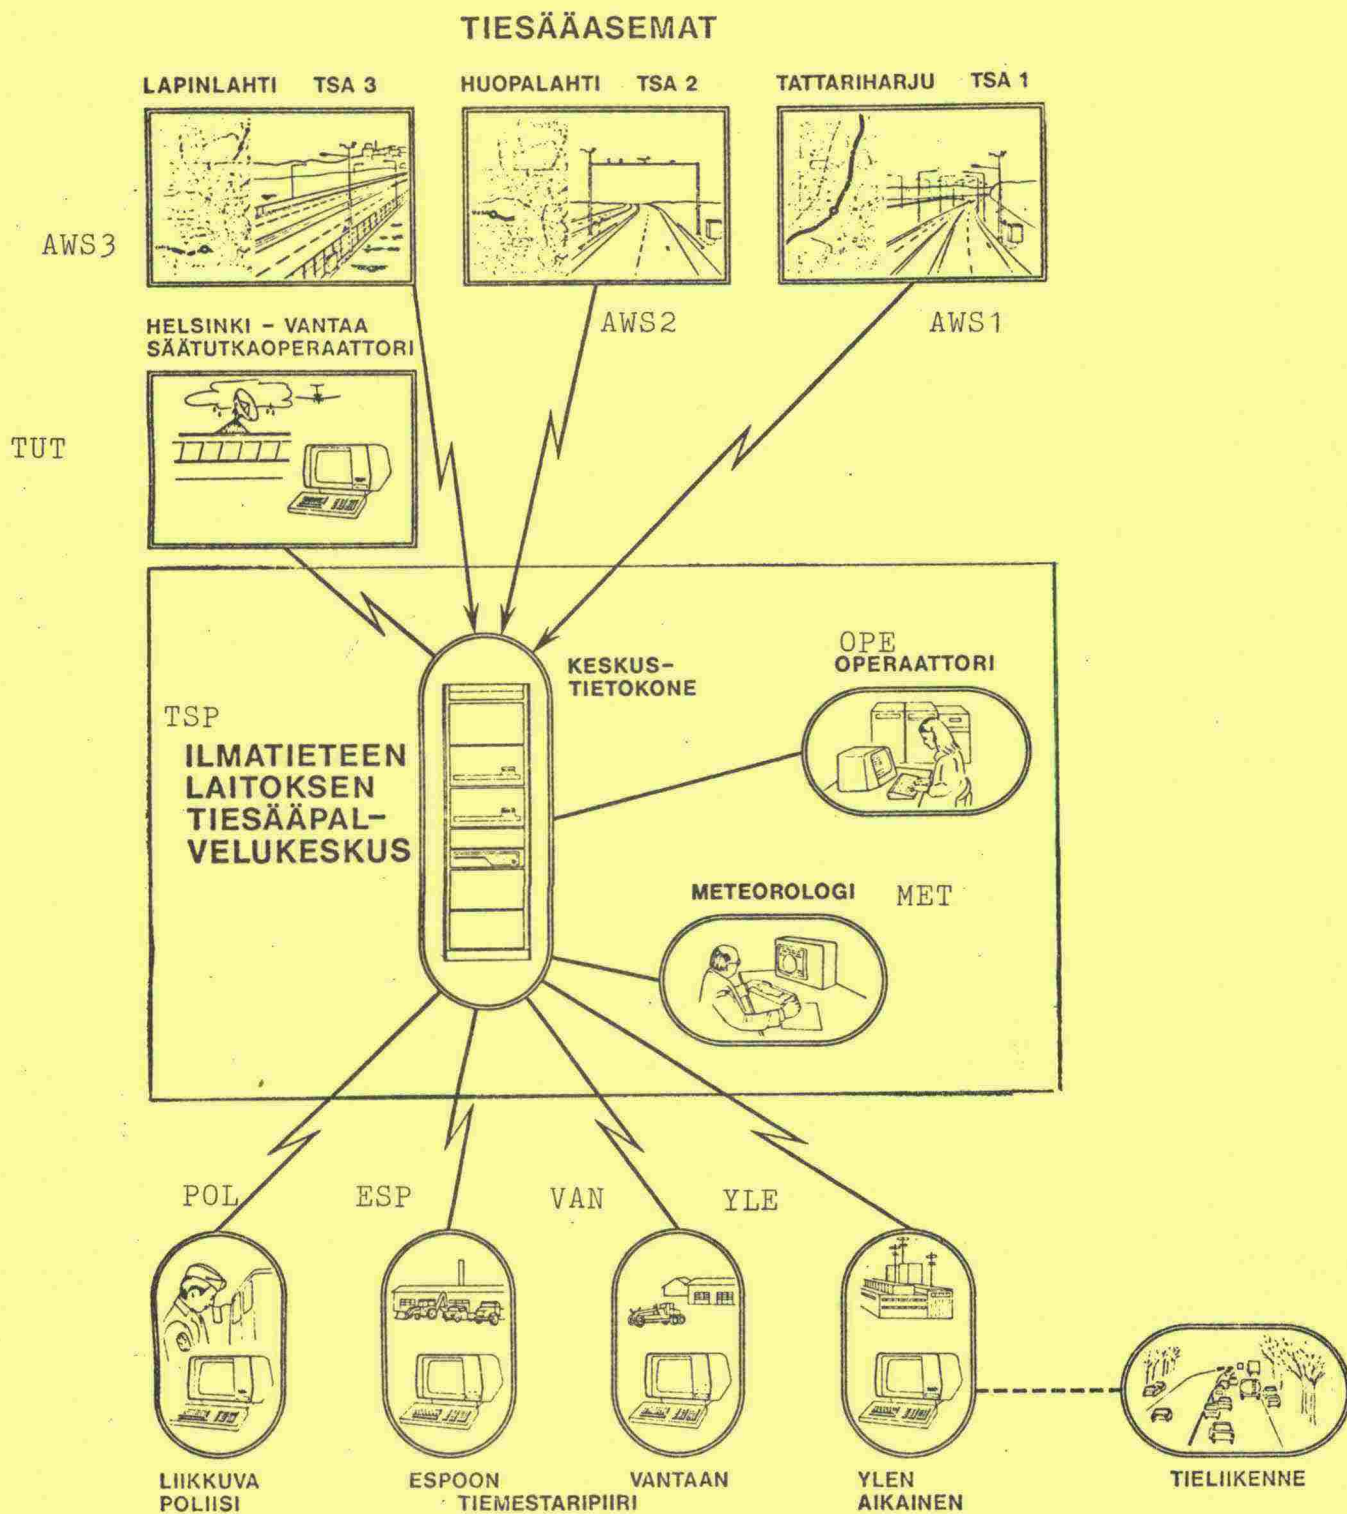 TIESÄÄASEMAT
LAPINLAHTI TSA 3
HUOPALAHTI TSA 2
TATTARIHARJU TSA 1
AWS3
AWS2
AWS1
HELSINKI – VANTAA
SÄÄTUTKAOPERAATTORI
TUT
KESKUS–
TIETOKONE
OPE
OPERAATTORI
TSP
ILMATIETEEN
LAITOKSEN
TIESÄÄPAL–
VELUKESKUS
METEOROLOGI
MET
POL
ESP
VAN
YLE
LIIKKUVA
POLIISI
ESPOON
VANTAAN
TIEMESTARIPIIRI
YLEN
AIKAINEN
TIELIIKENNE